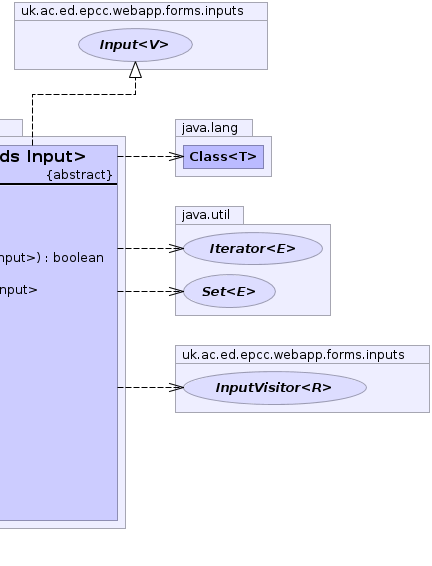 uk.ac.ed.epcc.webapp.forms.inputs
Input<V>
java.lang
ds Input>
{abstract}
Class<T>
java.util
Iterator<E>
nput>) : boolean
Set<E>
nput>
uk.ac.ed.epcc.webapp.forms.inputs
InputVisitor<R>